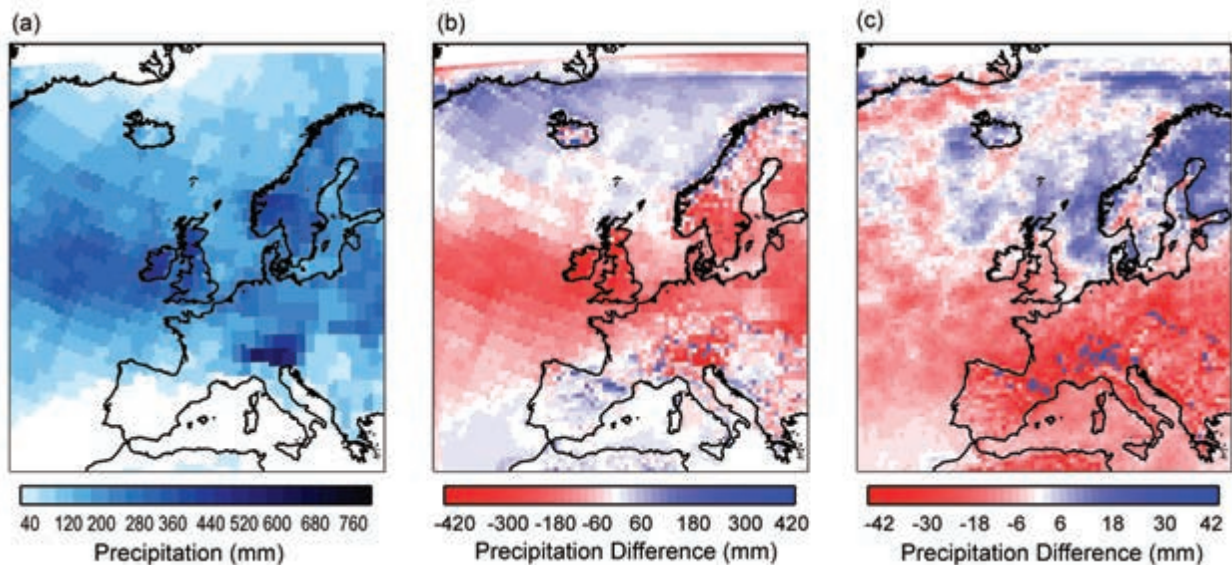 (a)
(b)
(c)
40 120 200 280 360 440 520 600 680 760
-420 -300 -180 -60 60 180 300 420
-42 -30 -18 -6 6 18 30 42
Precipitation (mm)
Precipitation Difference (mm)
Precipitation Difference (mm)